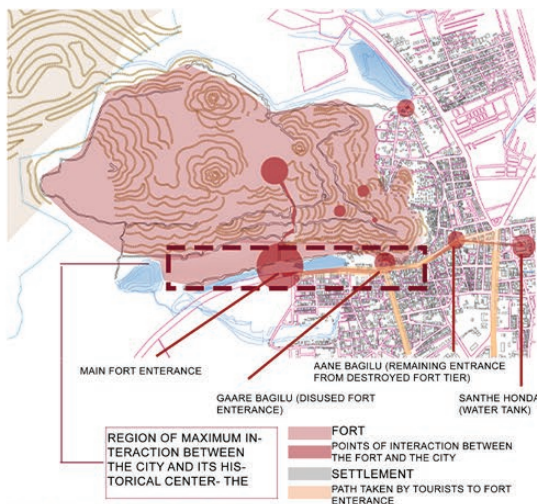 MAIN FORT ENTERANCE
AANE BAGILU (REMAINING ENTRANCE
FROM DESTROYED FORT TIER)
GAARE BAGILU (DISUSED FORT
ENTERANCE)
SANTHE HONDA
(WATER TANK)
REGION OF MAXIMUM IN-
TERACTION BETWEEN
THE CITY AND ITS HIS-
TORICAL CENTER- THE
FORT
POINTS OF INTERACTION BETWEEN
THE FORT AND THE CITY
SETTLEMENT
PATH TAKEN BY TOURISTS TO FORT
ENTERANCE